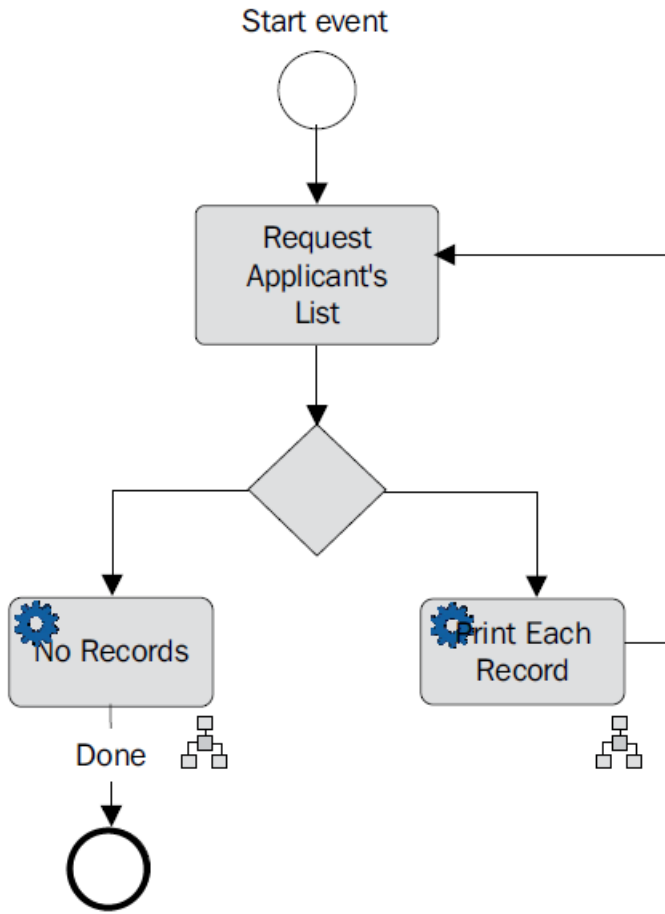 Start event
Request
Applicant's
List
No Records
Print Each
Record
Done